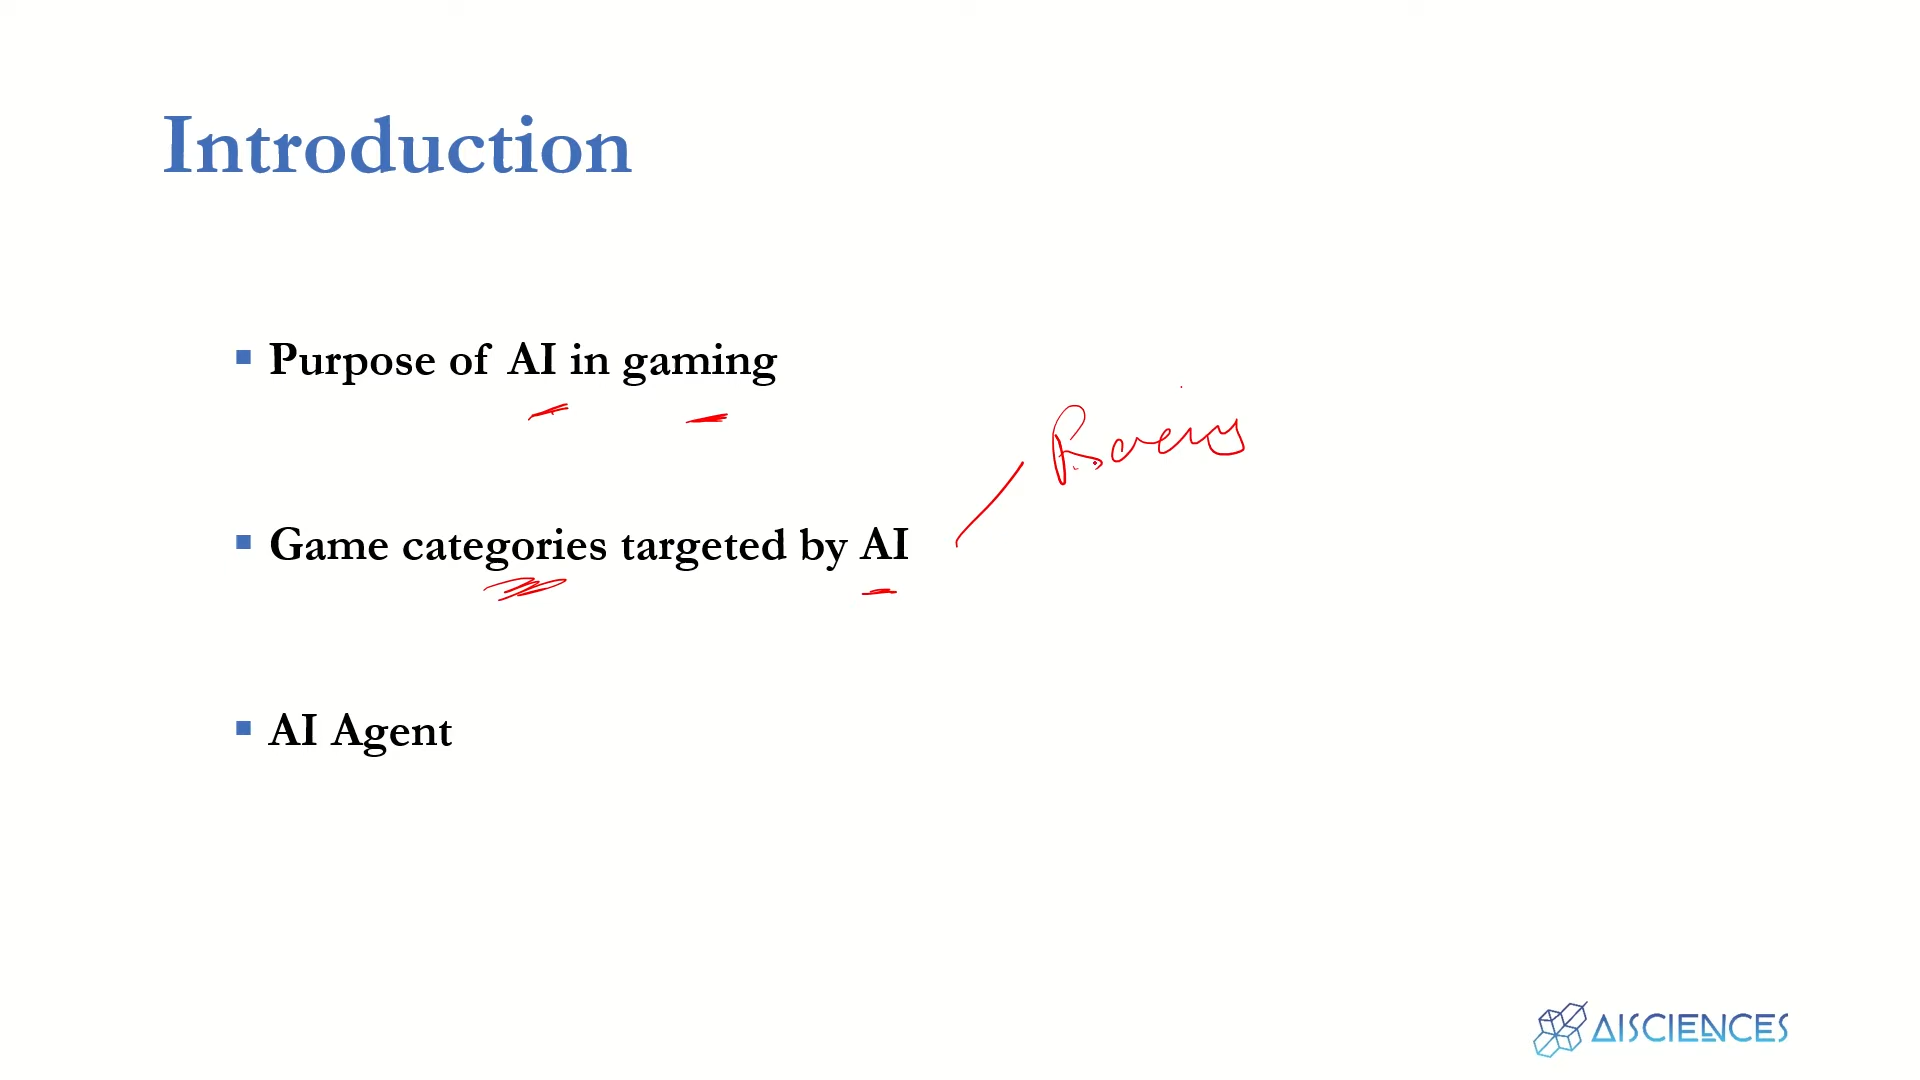 Introduction
Purpose of AI in gaming
Game categories targeted by AI
AI Agent
AISCIENCES